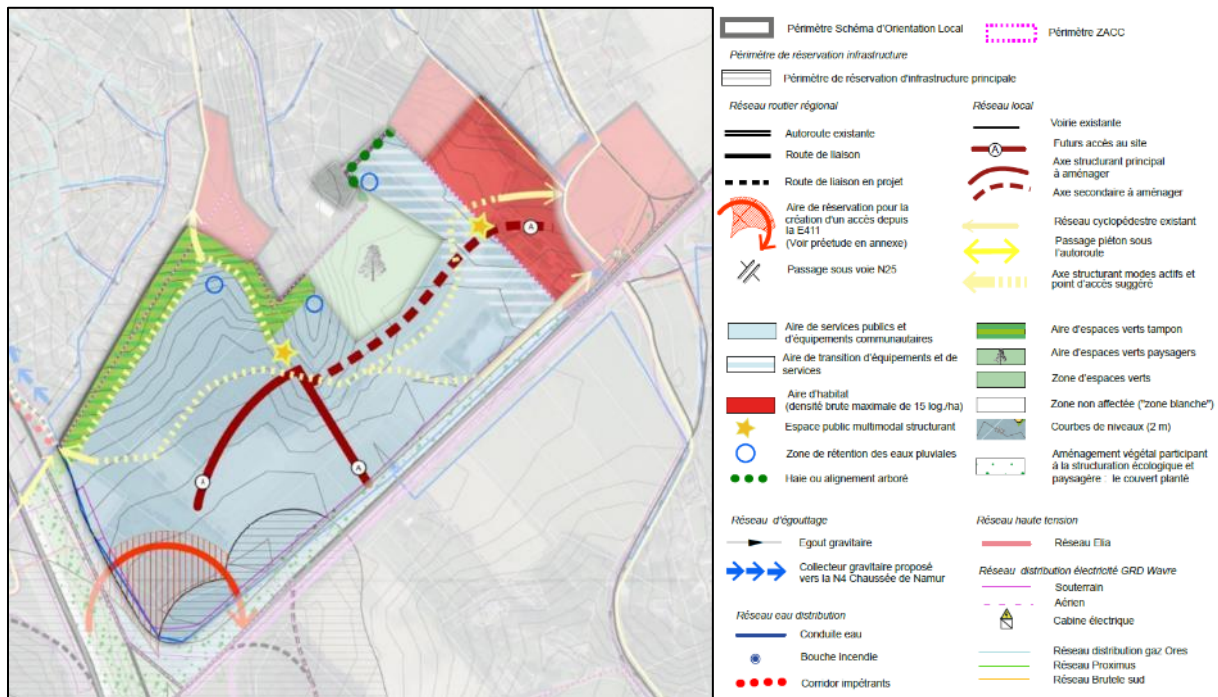 Périmètre Schéma d'Orientation Local
Périmètre ZACC
Périmètre de réservation infrastructure
Périmètre de réservation d'infrastructure principale
Réseau routier régional
Autoroute existante
Route de liaison
Route de liaison en projet
Aire de réservation pour la
création d'un accès depuis
la E411
(Voir préetude en annexe)
Passage sous voie N25
Réseau local
Voirie existante
A
Futurs accès au site
Axe structurant principal
à aménager
Axe secondaire à aménager
Réseau cyclopédestre existant
Passage piéton sous
l'autoroute
Axe structurant modes actifs et
point d'accès suggéré
Aire de services publics et
d'équipements communautaires
Aire de transition d'équipements et de
services
Aire d'habitat
(densité brute maximale de 15 log./ha)
Espace public multimodal structurant
Zone de rétention des eaux pluviales
Haie ou alignement arboré
Aire d'espaces verts tampon
Aire d'espaces verts paysagers
Zone d'espaces verts
Zone non affectée ("zone blanche")
Courbes de niveaux (2 m)
Aménagement végétal participant
à la structuration écologique et
paysagère : le couvert planté
Réseau d'égouttage
Egout gravitaire
Collecteur gravitaire proposé
vers la N4 Chaussée de Namur
Réseau eau distribution
Conduite eau
Bouche incendie
Corridor impétrants
Réseau haute tension
Réseau Elia
Réseau distribution électricité GRD Wavre
Souterrain
Aérien
Cabine électrique
Réseau distribution gaz Ores
Réseau Proximus
Réseau Brutele sud
A
A
A